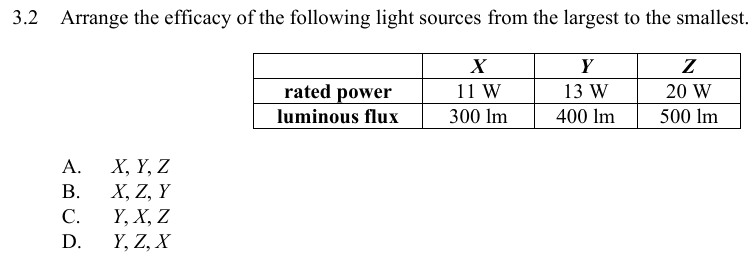 3.2 Arrange the efficacy of the following light sources from the largest to the smallest.
X Y Z
rated power 11 W 13 W 20 W
luminous flux 300 lm 400 lm 500 lm
A. X, Y, Z
B. X, Z, Y
C. Y, X, Z
D. Y, Z, X